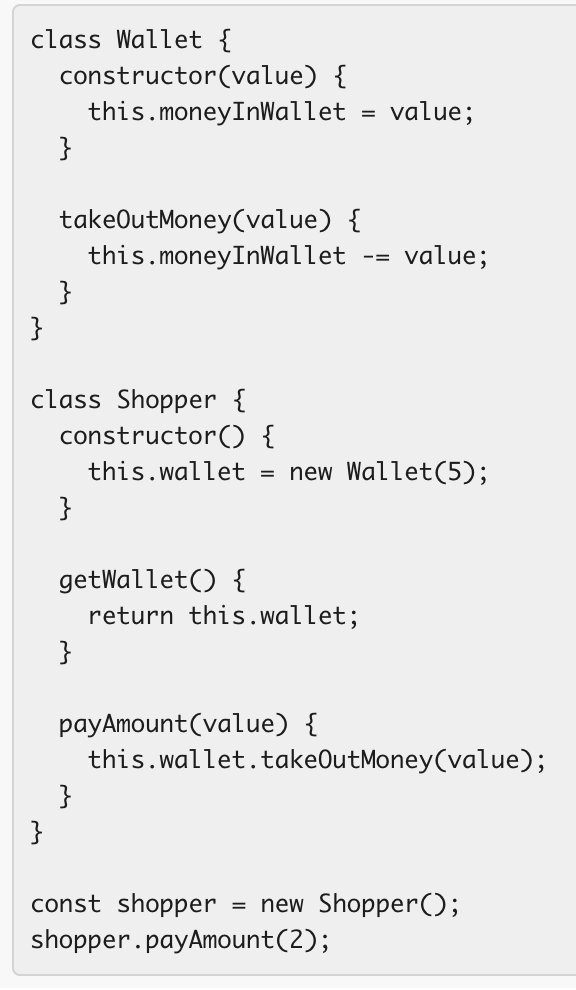 class Wallet {
  constructor(value) {
    this.moneyInWallet = value;
  }

  takeOutMoney(value) {
    this.moneyInWallet -= value;
  }
}

class Shopper {
  constructor() {
    this.wallet = new Wallet(5);
  }

  getWallet() {
    return this.wallet;
  }

  payAmount(value) {
    this.wallet.takeOutMoney(value);
  }
}

const shopper = new Shopper();
shopper.payAmount(2);